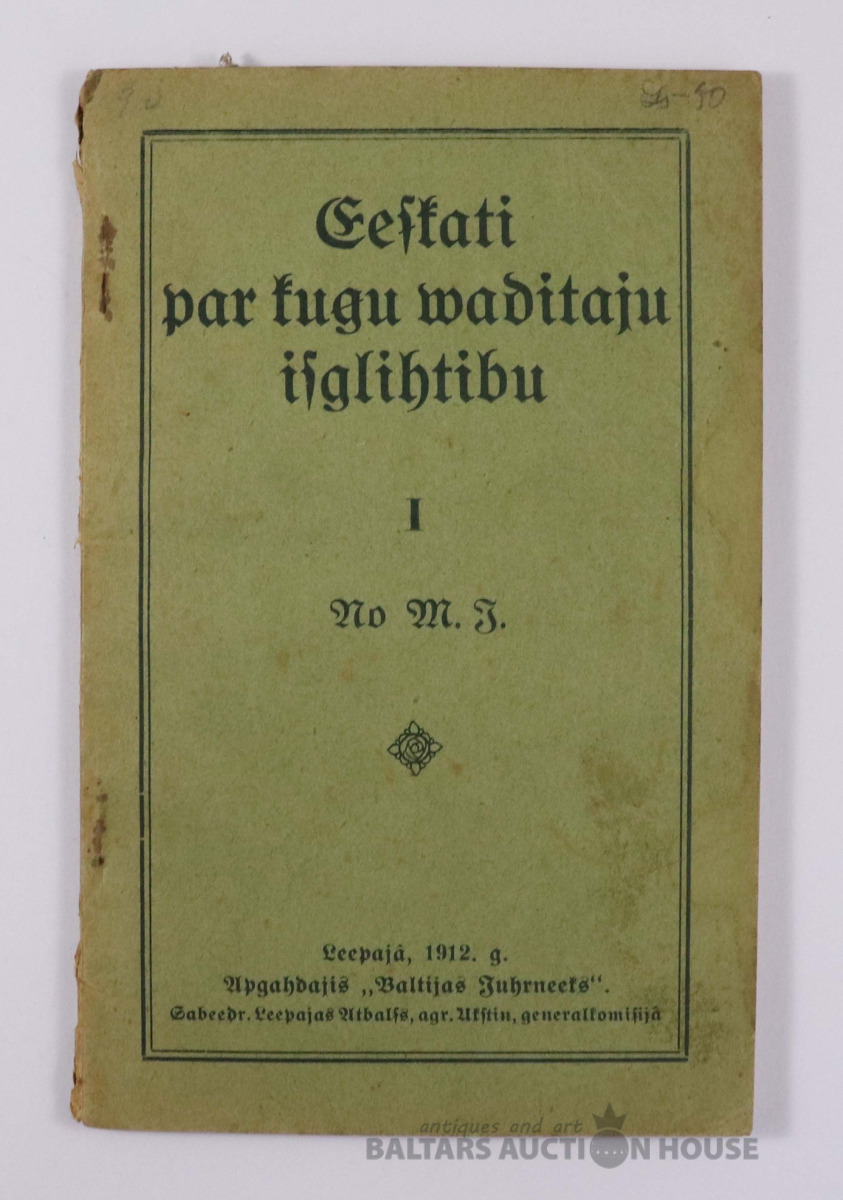 90
Eeſkati
par kugu waditaju
iſglihtibu
I
No M. J.
Leepajâ, 1912. g.
Apgahdajis „Baltijas Juhrneeks“.
Sabeedr. Leepajas Atbalſs, agr. Ukſtin, generalkomiſijâ
antiques and art
BALTARS AUCTION HOUSE